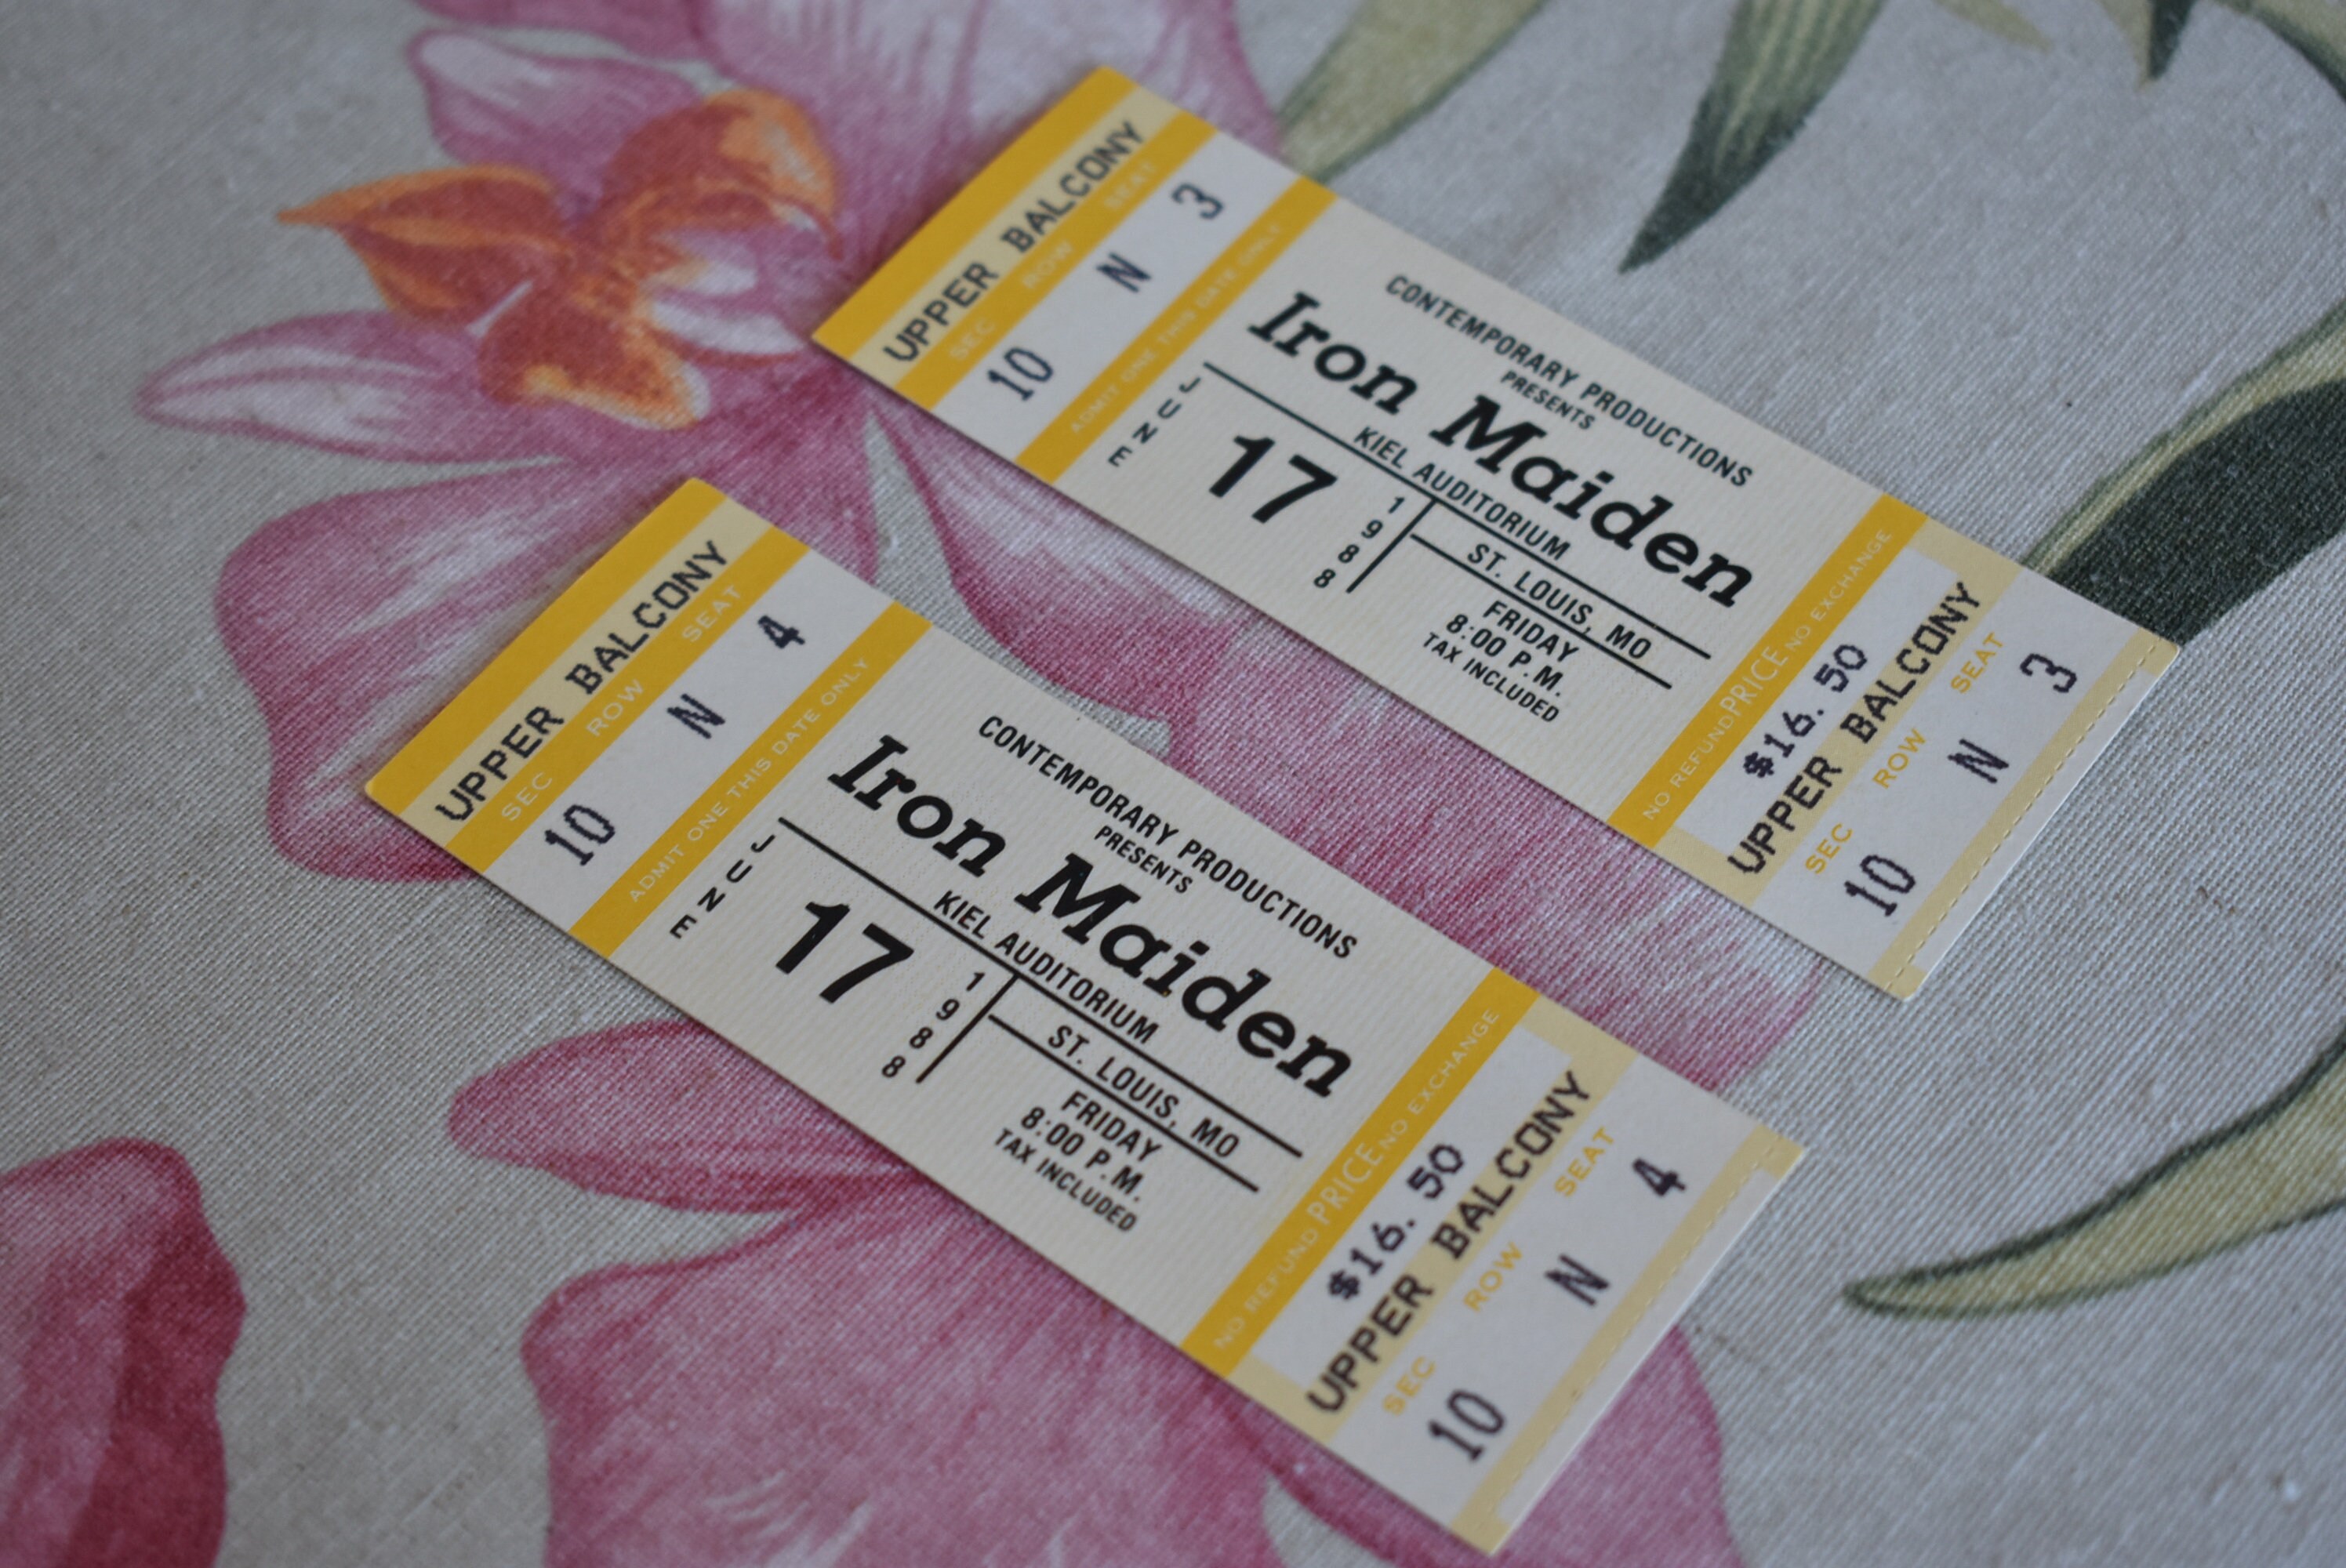 UPPER BALCONY
SEC ROW SEAT
10 N 3
ADMIT ONE THIS DATE ONLY
CONTEMPORARY PRODUCTIONS
PRESENTS
Iron Maiden
KIEL AUDITORIUM
JUNE
17
1988
ST. LOUIS, MO
FRIDAY
8:00 P.M.
TAX INCLUDED
NO REFUND PRICE NO EXCHANGE
$16.50
UPPER BALCONY
SEC ROW SEAT
10 N 3
UPPER BALCONY
SEC ROW SEAT
10 N 4
ADMIT ONE THIS DATE ONLY
CONTEMPORARY PRODUCTIONS
PRESENTS
Iron Maiden
KIEL AUDITORIUM
JUNE
17
1988
ST. LOUIS, MO
FRIDAY
8:00 P.M.
TAX INCLUDED
NO REFUND PRICE NO EXCHANGE
$16.50
UPPER BALCONY
SEC ROW SEAT
10 N 4